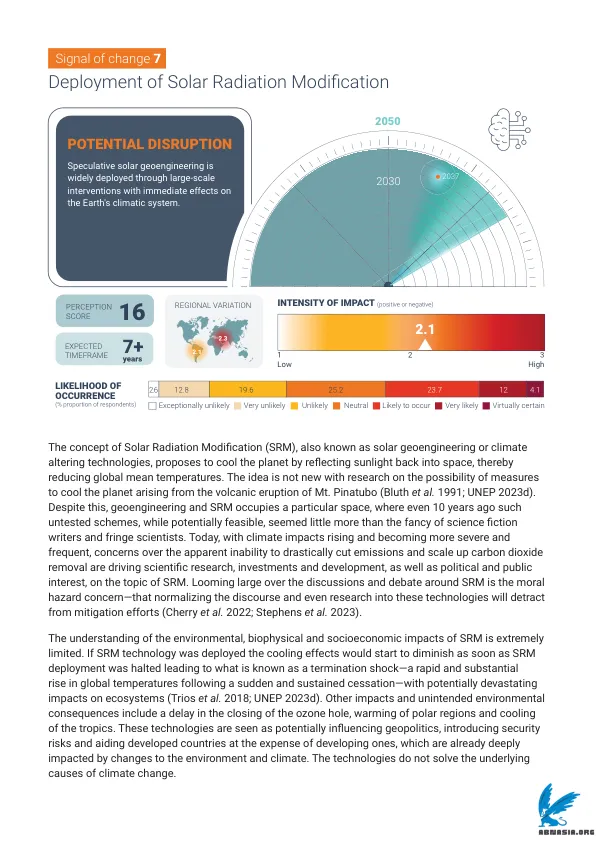 Signal of change 7
Deployment of Solar Radiation Modification
POTENTIAL DISRUPTION
Speculative solar geoengineering is
widely deployed through large-scale
interventions with immediate effects on
the Earth's climatic system.
2050
2030
2037
PERCEPTION
SCORE
16
EXPECTED
TIMEFRAME
7+
years
REGIONAL VARIATION
2.3
INTENSITY OF IMPACT (positive or negative)
2.1
1
2
3
Low
High
LIKELIHOOD OF
OCCURRENCE
(% proportion of respondents)
2.6 12.8 19.6 25.2 23.7 12 4.1
Exceptionally unlikely Very unlikely Unlikely Neutral Likely to occur Very likely Virtually certain
The concept of Solar Radiation Modification (SRM), also known as solar geoengineering or climate
altering technologies, proposes to cool the planet by reflecting sunlight back into space, thereby
reducing global mean temperatures. The idea is not new with research on the possibility of measures
to cool the planet arising from the volcanic eruption of Mt. Pinatubo (Bluth et al. 1991; UNEP 2023d).
Despite this, geoengineering and SRM occupies a particular space, where even 10 years ago such
untested schemes, while potentially feasible, seemed little more than the fancy of science fiction
writers and fringe scientists. Today, with climate impacts rising and becoming more severe and
frequent, concerns over the apparent inability to drastically cut emissions and scale up carbon dioxide
removal are driving scientific research, investments and development, as well as political and public
interest, on the topic of SRM. Looming large over the discussions and debate around SRM is the moral
hazard concern—that normalizing the discourse and even research into these technologies will detract
from mitigation efforts (Cherry et al. 2022; Stephens et al. 2023).
The understanding of the environmental, biophysical and socioeconomic impacts of SRM is extremely
limited. If SRM technology was deployed the cooling effects would start to diminish as soon as SRM
deployment was halted leading to what is known as a termination shock—a rapid and substantial
rise in global temperatures following a sudden and sustained cessation—with potentially devastating
impacts on ecosystems (Trios et al. 2018; UNEP 2023d). Other impacts and unintended environmental
consequences include a delay in the closing of the ozone hole, warming of polar regions and cooling
of the tropics. These technologies are seen as potentially influencing geopolitics, introducing security
risks and aiding developed countries at the expense of developing ones, which are already deeply
impacted by changes to the environment and climate. The technologies do not solve the underlying
causes of climate change.
ABNASIA.ORG